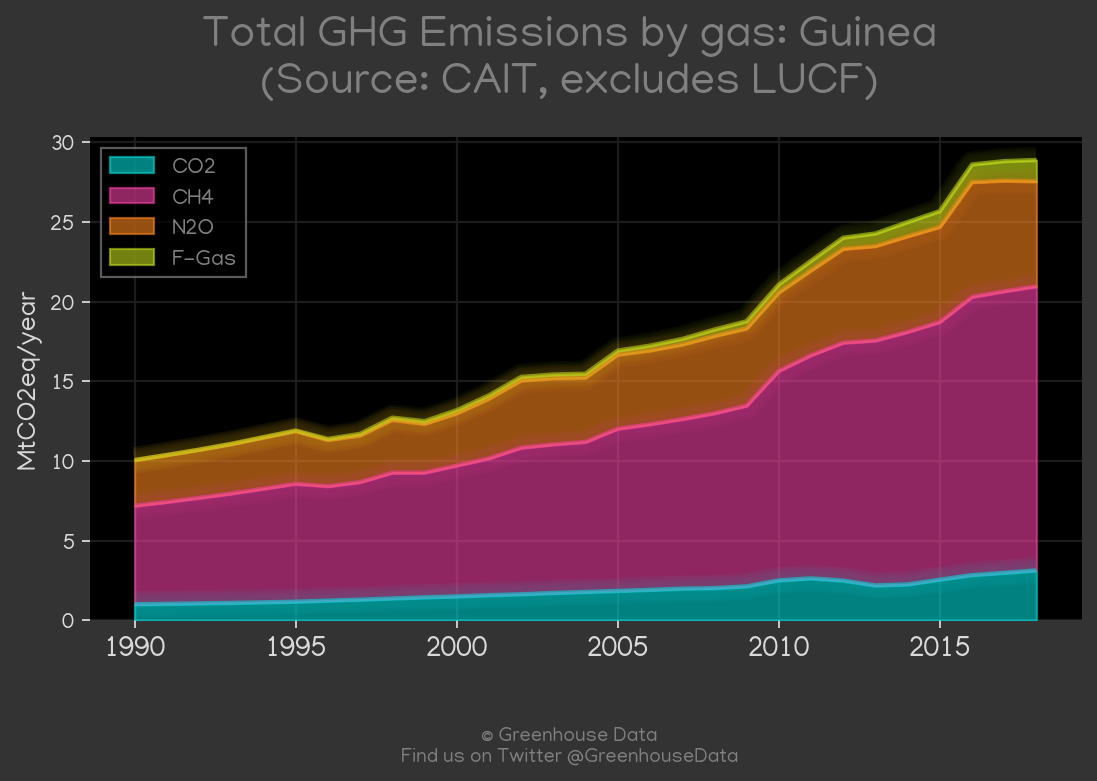 Total GHG Emissions by gas: Guinea
(Source: CAIT, excludes LUCF)
30
25
20
15
10
5
0
MtCO2eq/year
CO2
CH4
N2O
F-Gas
1990 1995 2000 2005 2010 2015
© Greenhouse Data
Find us on Twitter @GreenhouseData